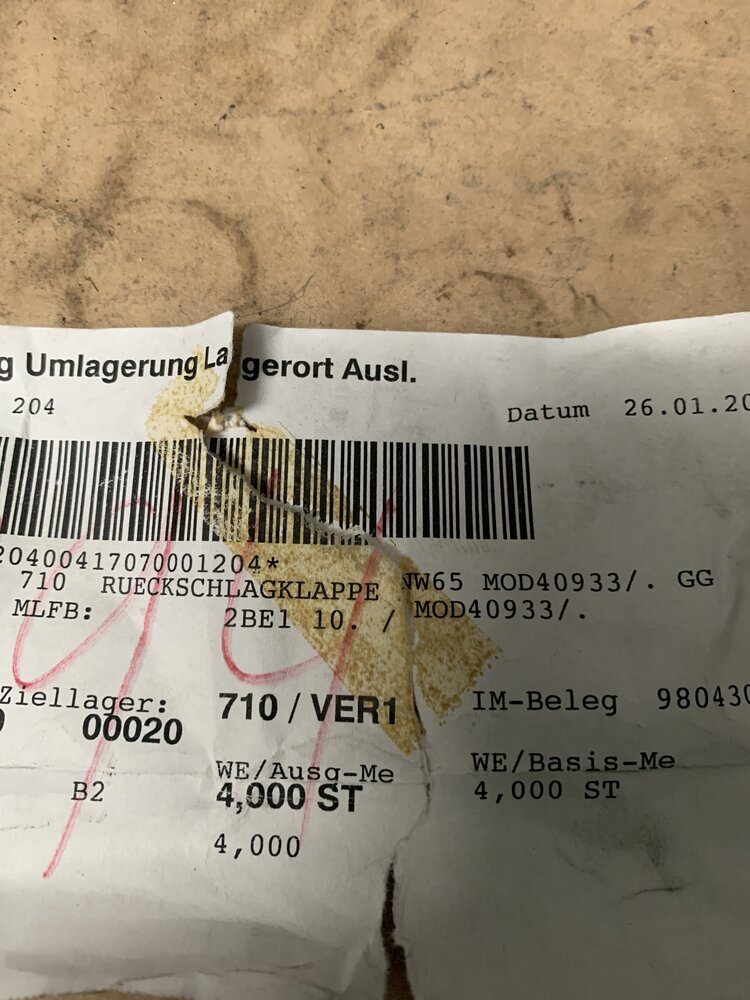 g Umlagerung Lagerort Ausl.
204
Datum 26.01.20
20400417070001204*
710 RUECKSCHLAGKLAPPE NW65 MOD40933/. GG
MLFB: 2BE1 10. / MOD40933/.
Ziellager: 710 / VER1 IM-Beleg 980430
00020
WE/Ausg-Me WE/Basis-Me
B2 4,000 ST 4,000 ST
4,000